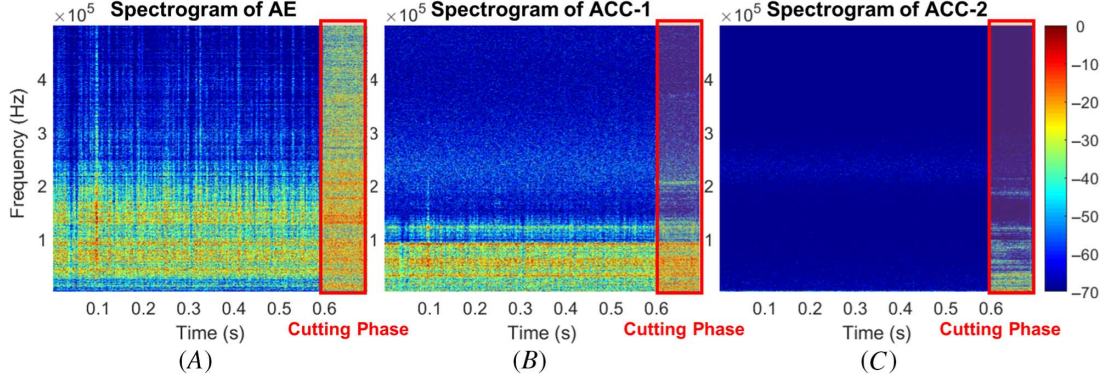 Spectrogram of AE
× 10⁵
4
3
2
1
Frequency (Hz)
0.1 0.2 0.3 0.4 0.5 0.6
Time (s)
Cutting Phase
(A)
Spectrogram of ACC-1
× 10⁵
4
3
2
1
0.1 0.2 0.3 0.4 0.5 0.6
Time (s)
Cutting Phase
(B)
Spectrogram of ACC-2
× 10⁵
4
3
2
1
0.1 0.2 0.3 0.4 0.5 0.6
Time (s)
Cutting Phase
(C)
0
−10
−20
−30
−40
−50
−60
−70